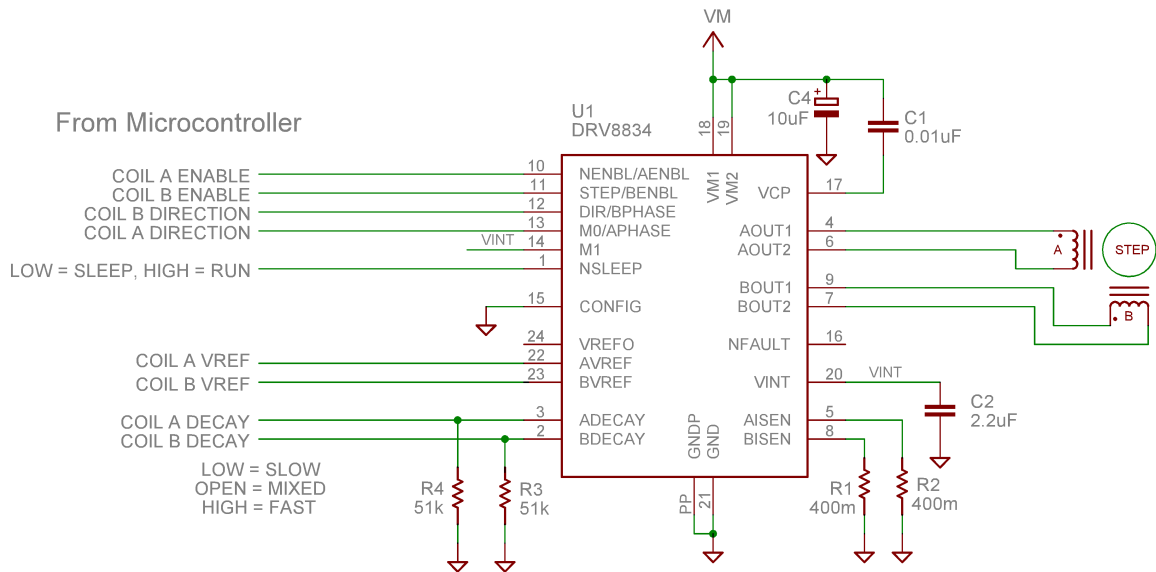 VM
C4
+
10uF
C1
0.01uF
U1
DRV8834
From Microcontroller
18
19
COIL A ENABLE
10
NENBL/AENBL
COIL B ENABLE
11
STEP/BENBL
COIL B DIRECTION
12
DIR/BPHASE
COIL A DIRECTION
13
M0/APHASE
VINT
14
M1
LOW = SLEEP, HIGH = RUN
1
NSLEEP
15
CONFIG
24
VREFO
COIL A VREF
22
AVREF
COIL B VREF
23
BVREF
COIL A DECAY
3
ADECAY
COIL B DECAY
2
BDECAY
LOW = SLOW
OPEN = MIXED
HIGH = FAST
R4
51k
R3
51k
VM1
VM2
VCP
17
AOUT1
4
AOUT2
6
BOUT1
9
BOUT2
7
NFAULT
16
VINT
20
VINT
AISEN
5
BISEN
8
GNDP
GND
PP
21
A
STEP
B
C2
2.2uF
R1
400m
R2
400m